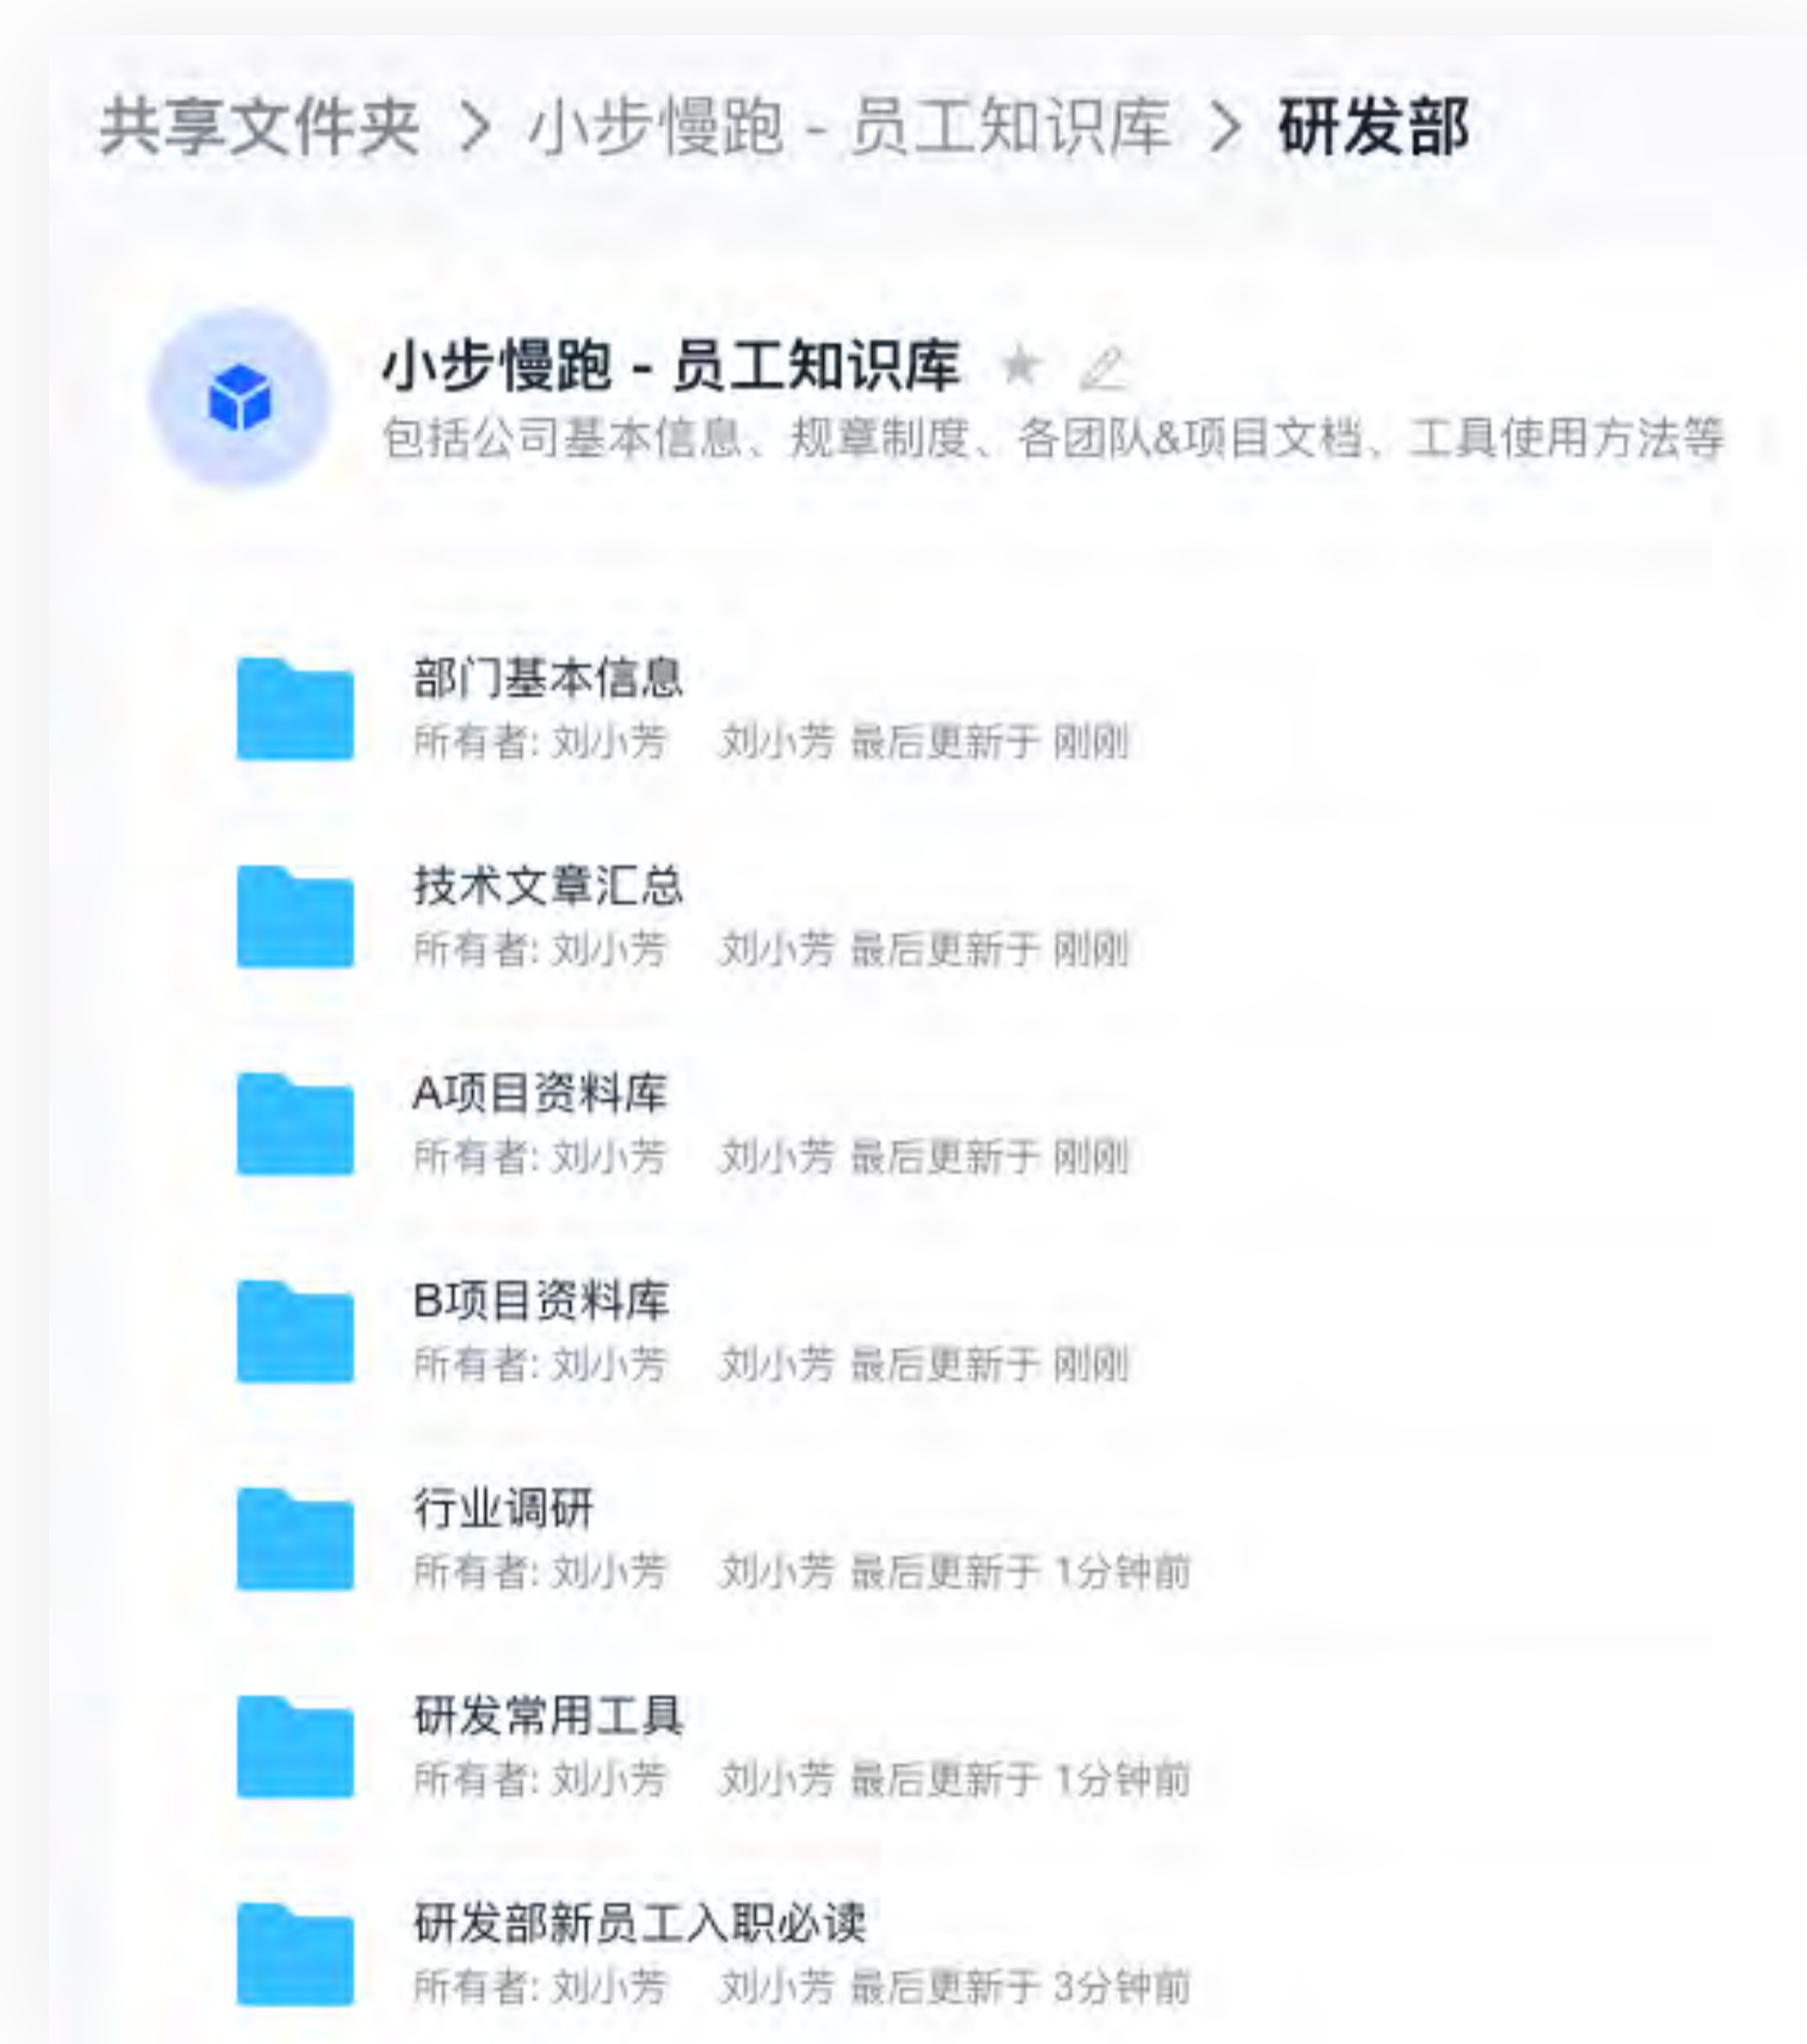 共享文件夹 > 小步慢跑 - 员工知识库 > 研发部
小步慢跑 - 员工知识库
包括公司基本信息、规章制度、各团队&项目文档、工具使用方法等
部门基本信息
所有者: 刘小芳 刘小芳 最后更新于 刚刚
技术文章汇总
所有者: 刘小芳 刘小芳 最后更新于 刚刚
A项目资料库
所有者: 刘小芳 刘小芳 最后更新于 刚刚
B项目资料库
所有者: 刘小芳 刘小芳 最后更新于 刚刚
行业调研
所有者: 刘小芳 刘小芳 最后更新于 1分钟前
研发常用工具
所有者: 刘小芳 刘小芳 最后更新于 1分钟前
研发部新员工入职必读
所有者: 刘小芳 刘小芳 最后更新于 3分钟前